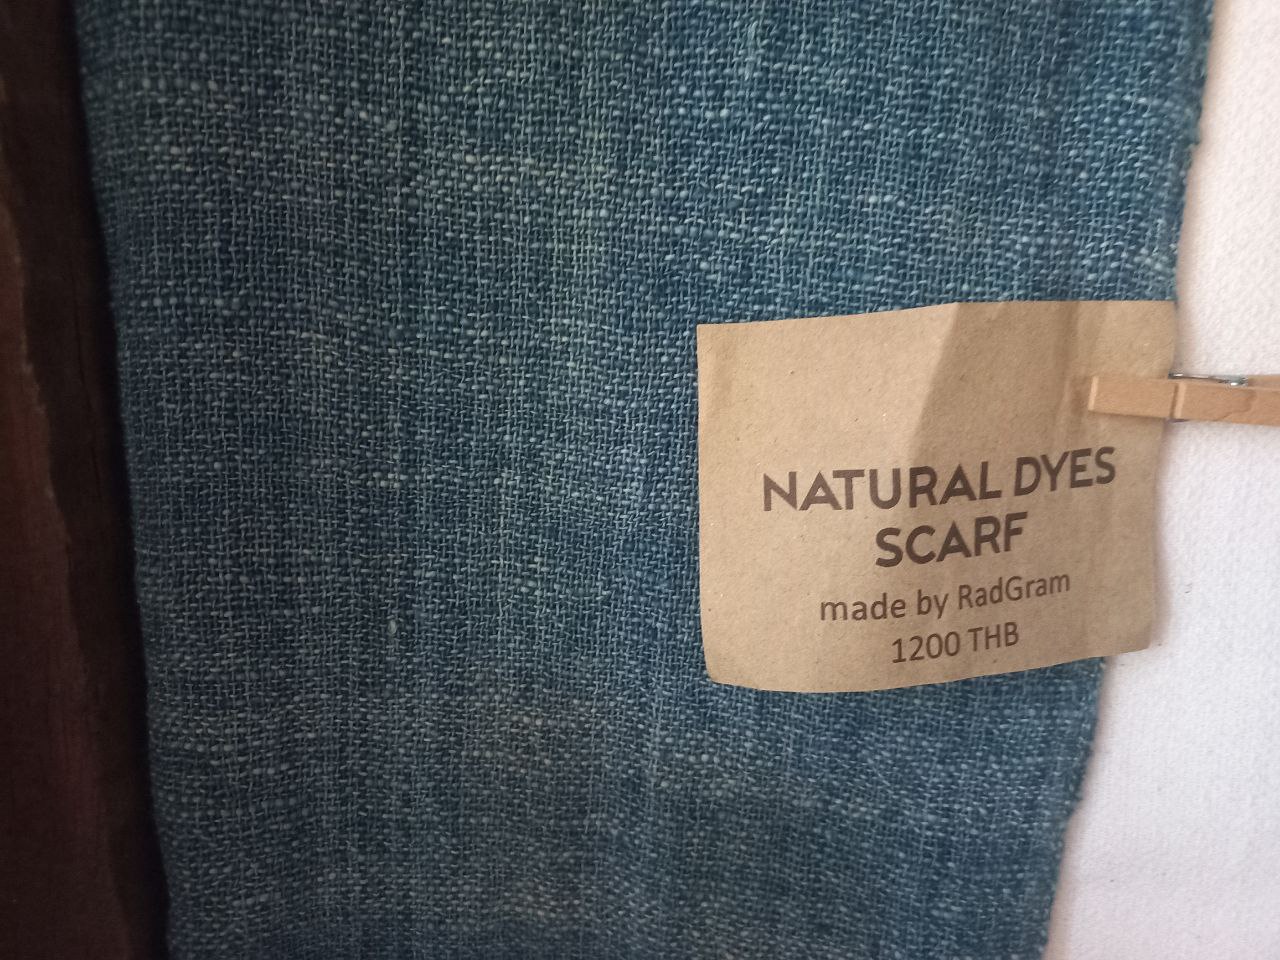 NATURAL DYES
SCARF
made by RadGram
1200 THB